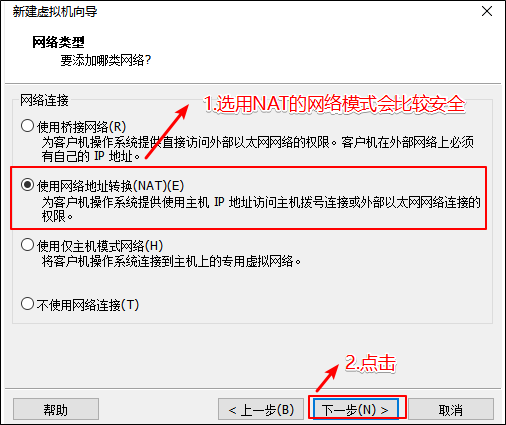 新建虚拟机向导
网络类型
要添加哪类网络?
网络连接
1.选用NAT的网络模式会比较安全
使用桥接网络(R)
为客户机操作系统提供直接访问外部以太网网络的权限。客户机在外部网络上必须
有自己的 IP 地址。
使用网络地址转换(NAT)(E)
为客户机操作系统提供使用主机 IP 地址访问主机拨号连接或外部以太网网络连接的
权限。
使用仅主机模式网络(H)
将客户机操作系统连接到主机上的专用虚拟网络。
不使用网络连接(T)
2.点击
帮助
< 上一步(B)
下一步(N) >
取消